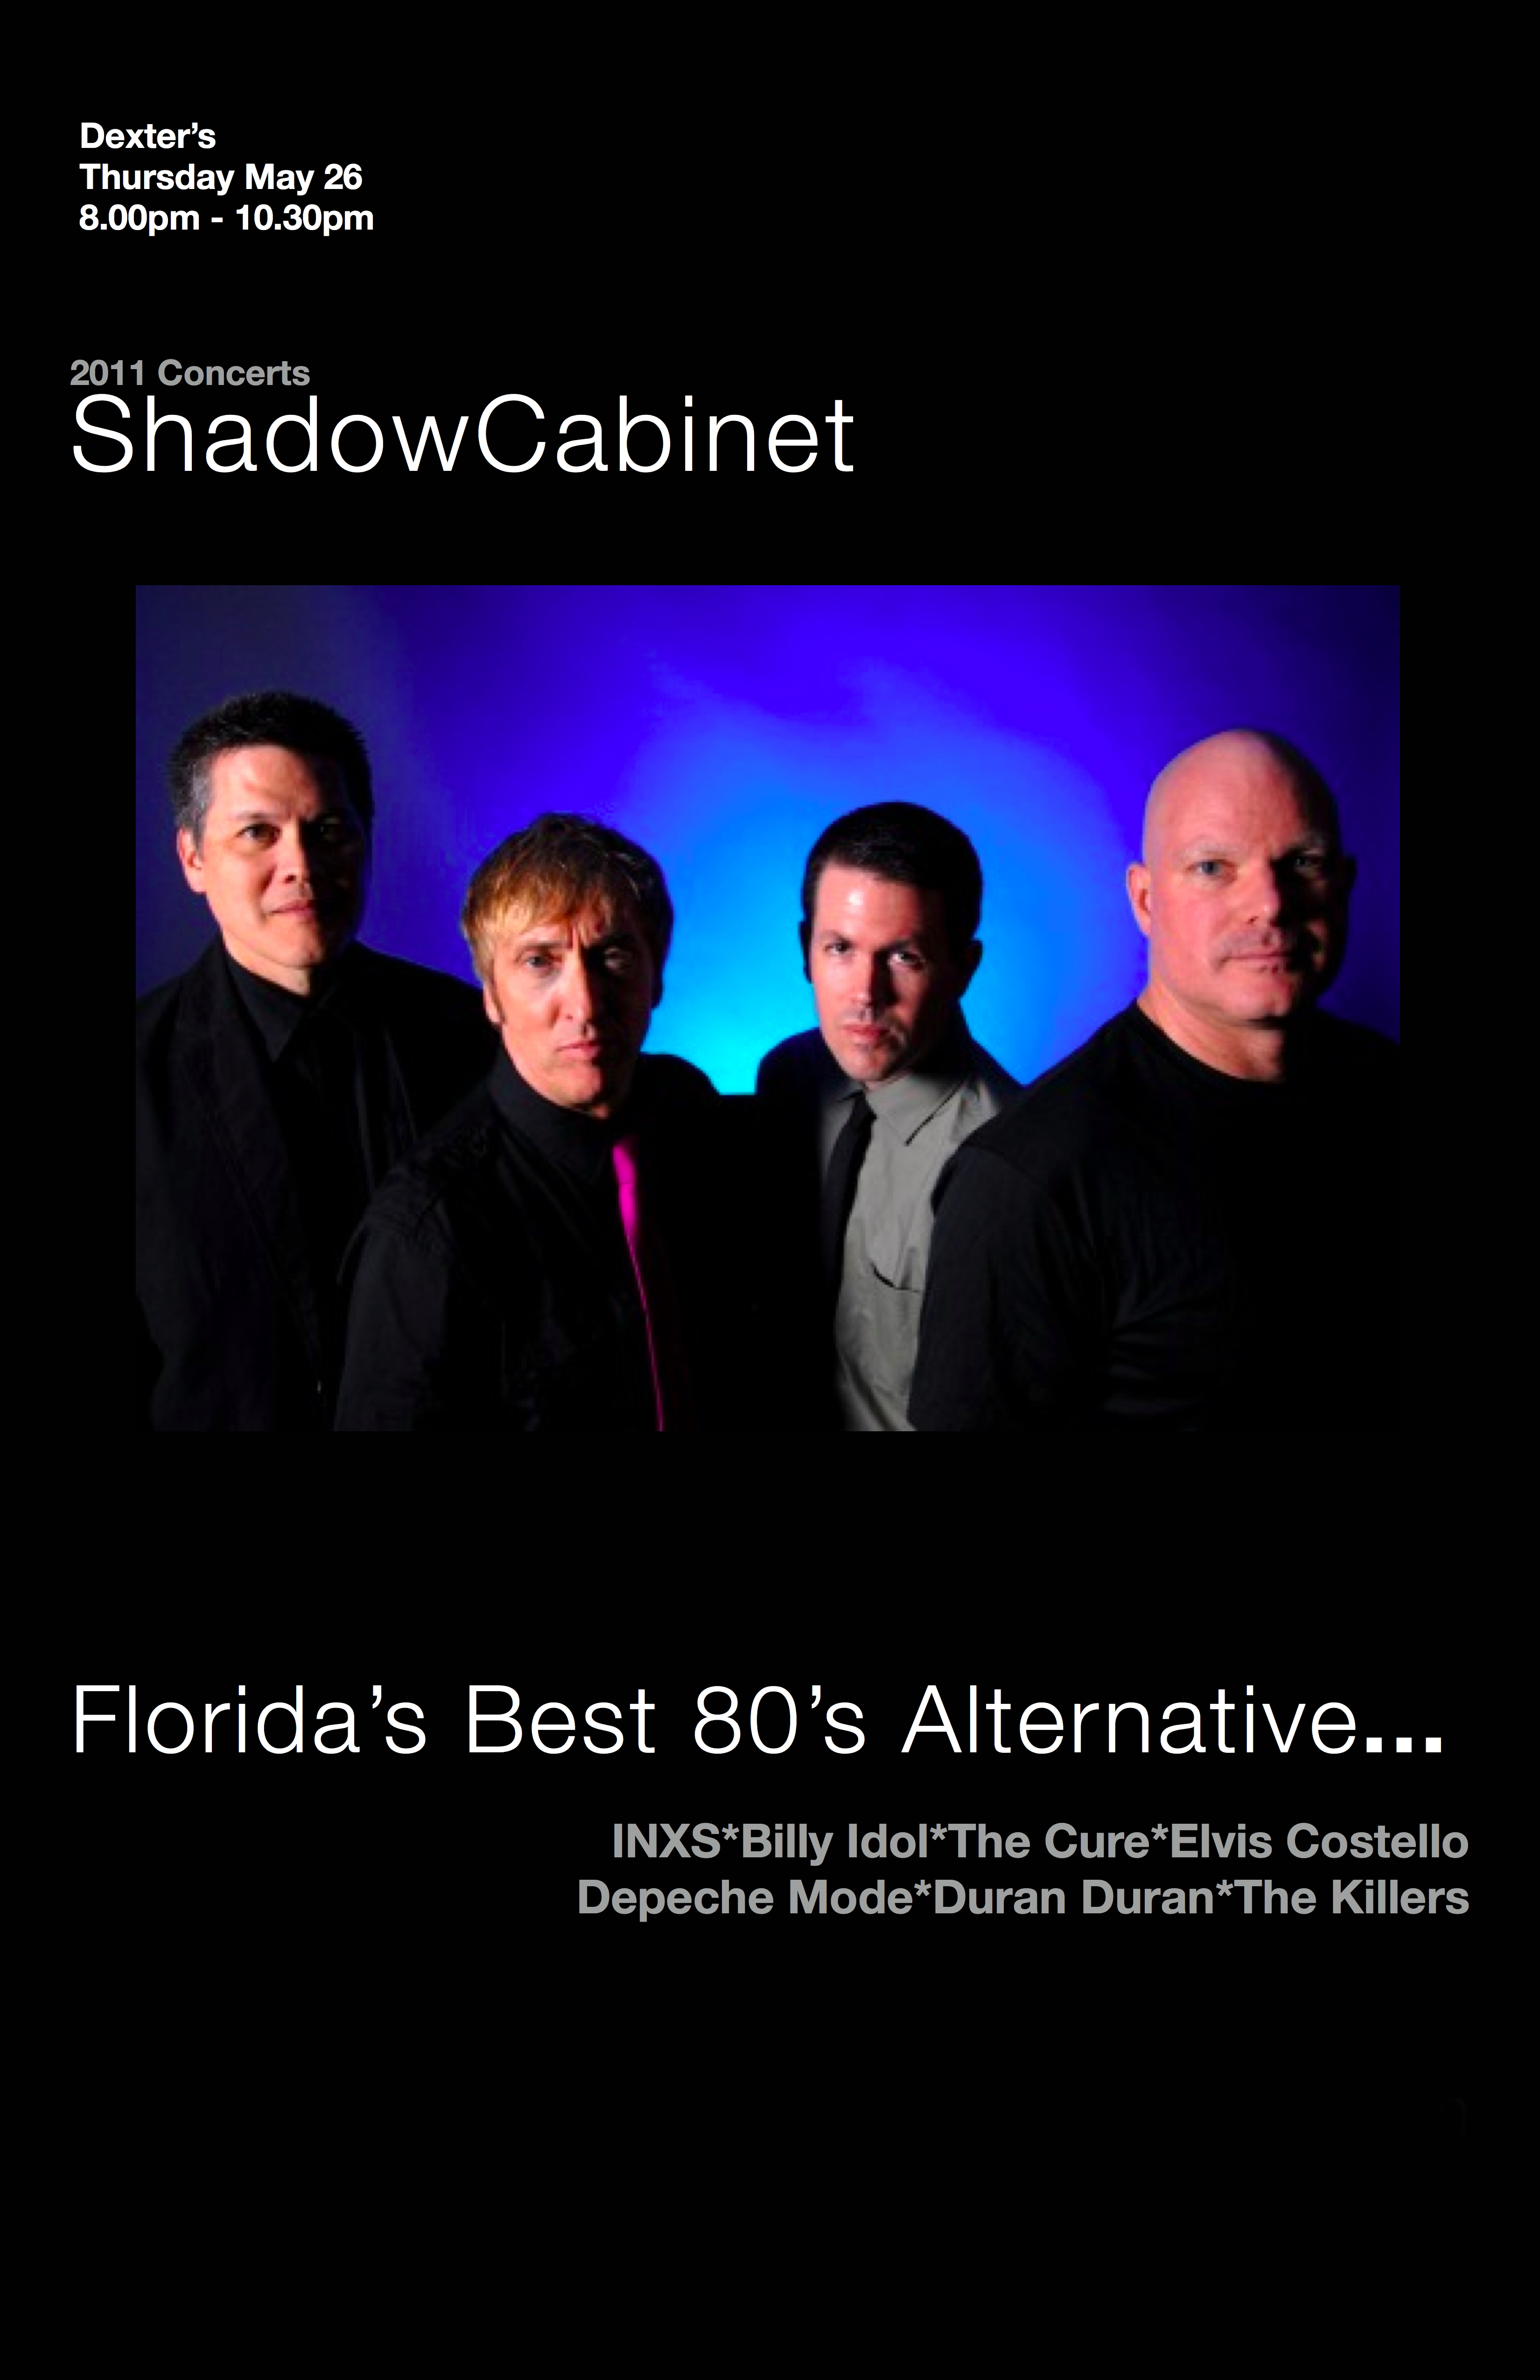 Dexter’s
Thursday May 26
8.00pm - 10.30pm
2011 Concerts
ShadowCabinet
Florida’s Best 80’s Alternative...
INXS*Billy Idol*The Cure*Elvis Costello
Depeche Mode*Duran Duran*The Killers